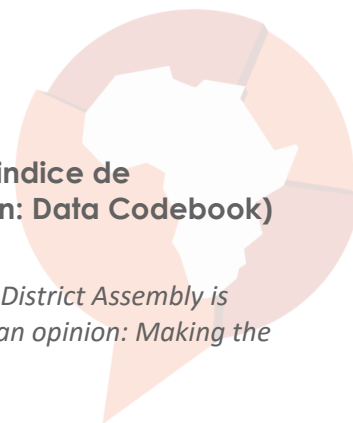 indice de
n: Data Codebook)
District Assembly is
an opinion: Making the